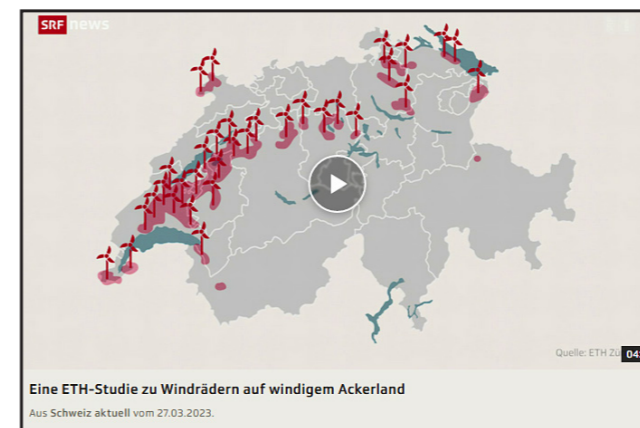 SRF news
Quelle: ETH Zü
04:
Eine ETH-Studie zu Windrädern auf windigem Ackerland
Aus Schweiz aktuell vom 27.03.2023.